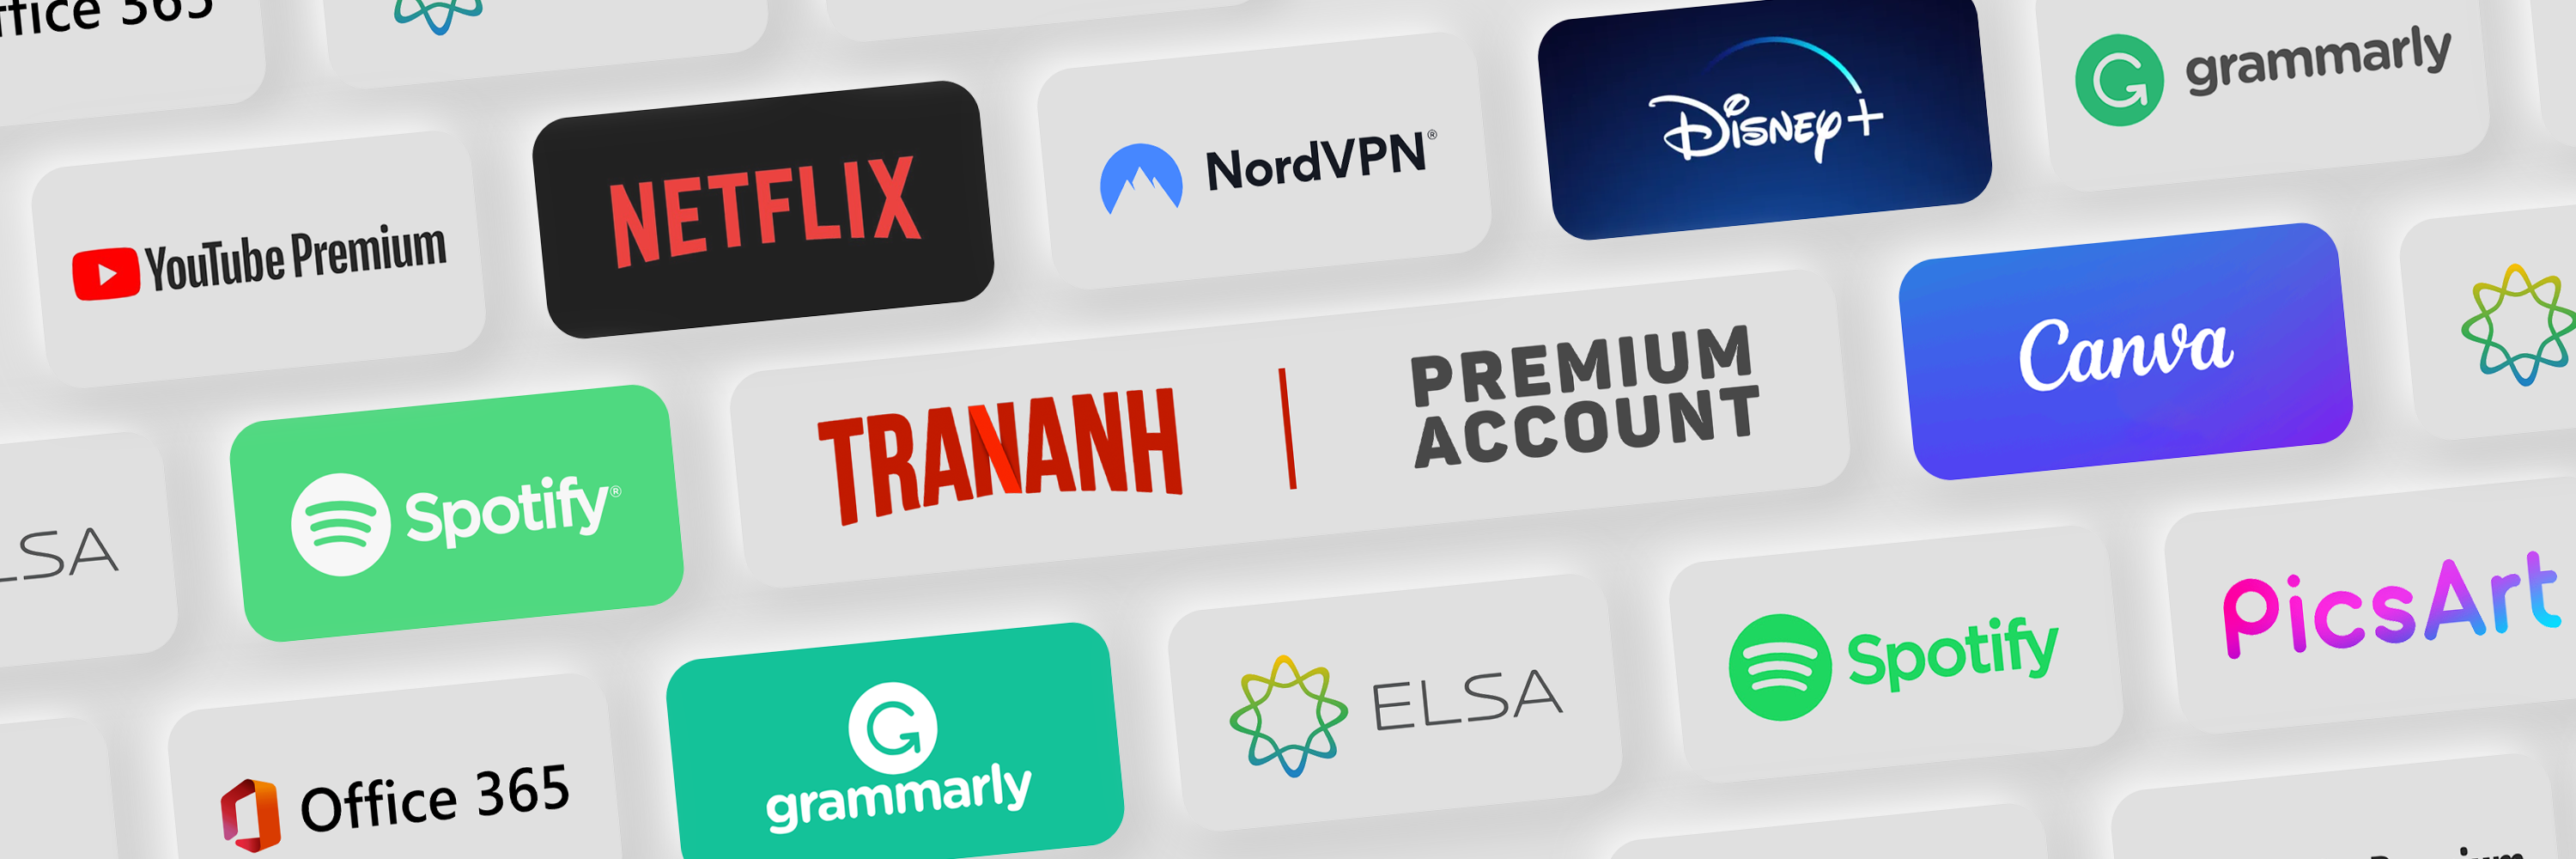 ffice 365
YouTube Premium
NETFLIX
NordVPN®
Disney+
grammarly
LSA
Spotify®
TRANANH
PREMIUM
ACCOUNT
Canva
Office 365
grammarly
ELSA
Spotify
PicsArt